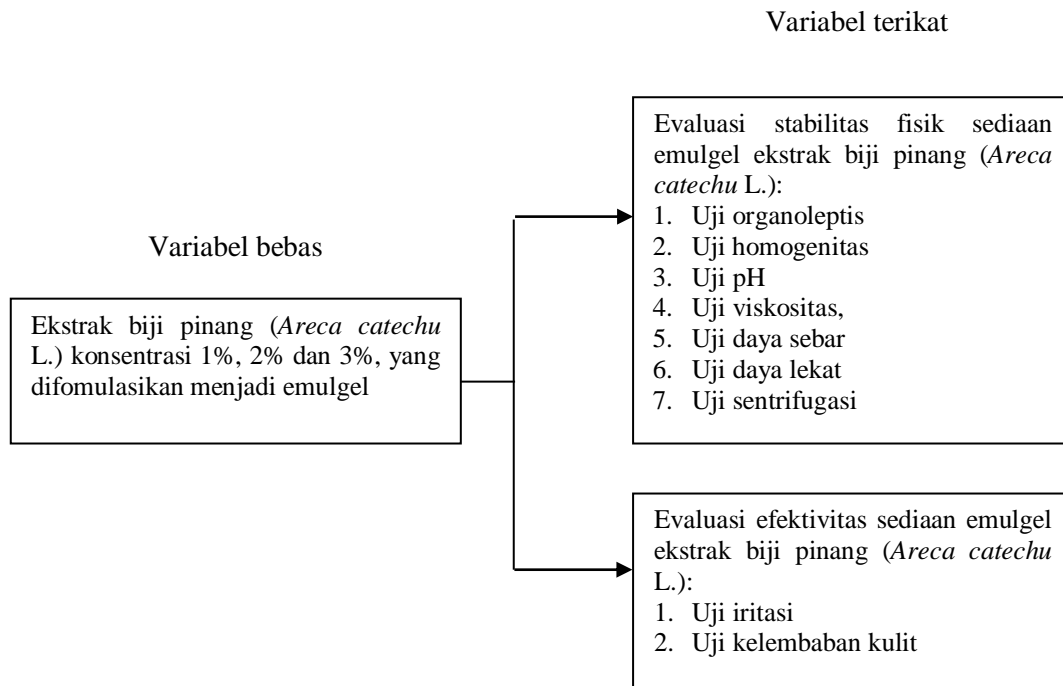 Variabel terikat
Evaluasi stabilitas fisik sediaan
emulgel ekstrak biji pinang (Areca
catechu L.):
1. Uji organoleptis
2. Uji homogenitas
3. Uji pH
4. Uji viskositas,
5. Uji daya sebar
6. Uji daya lekat
7. Uji sentrifugasi
Variabel bebas
Ekstrak biji pinang (Areca catechu
L.) konsentrasi 1%, 2% dan 3%, yang
difomulasikan menjadi emulgel
Evaluasi efektivitas sediaan emulgel
ekstrak biji pinang (Areca catechu
L.):
1. Uji iritasi
2. Uji kelembaban kulit